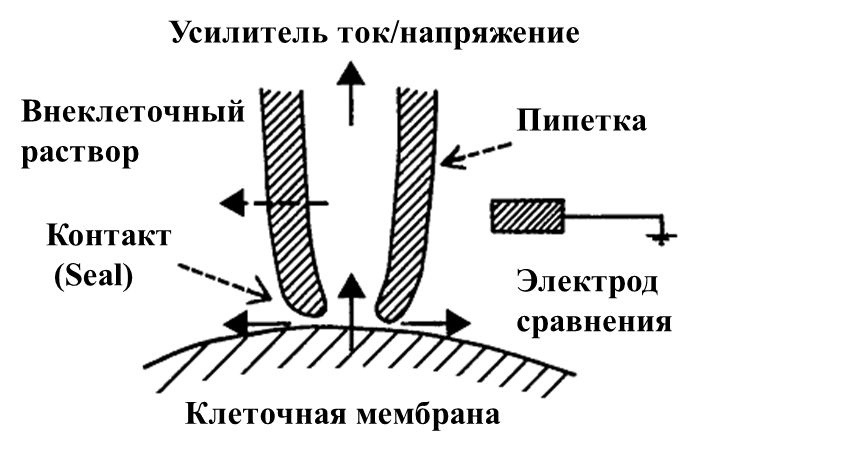 Усилитель ток/напряжение
Внеклеточный
раствор
Пипетка
Контакт
(Seal)
Электрод
сравнения
Клеточная мембрана